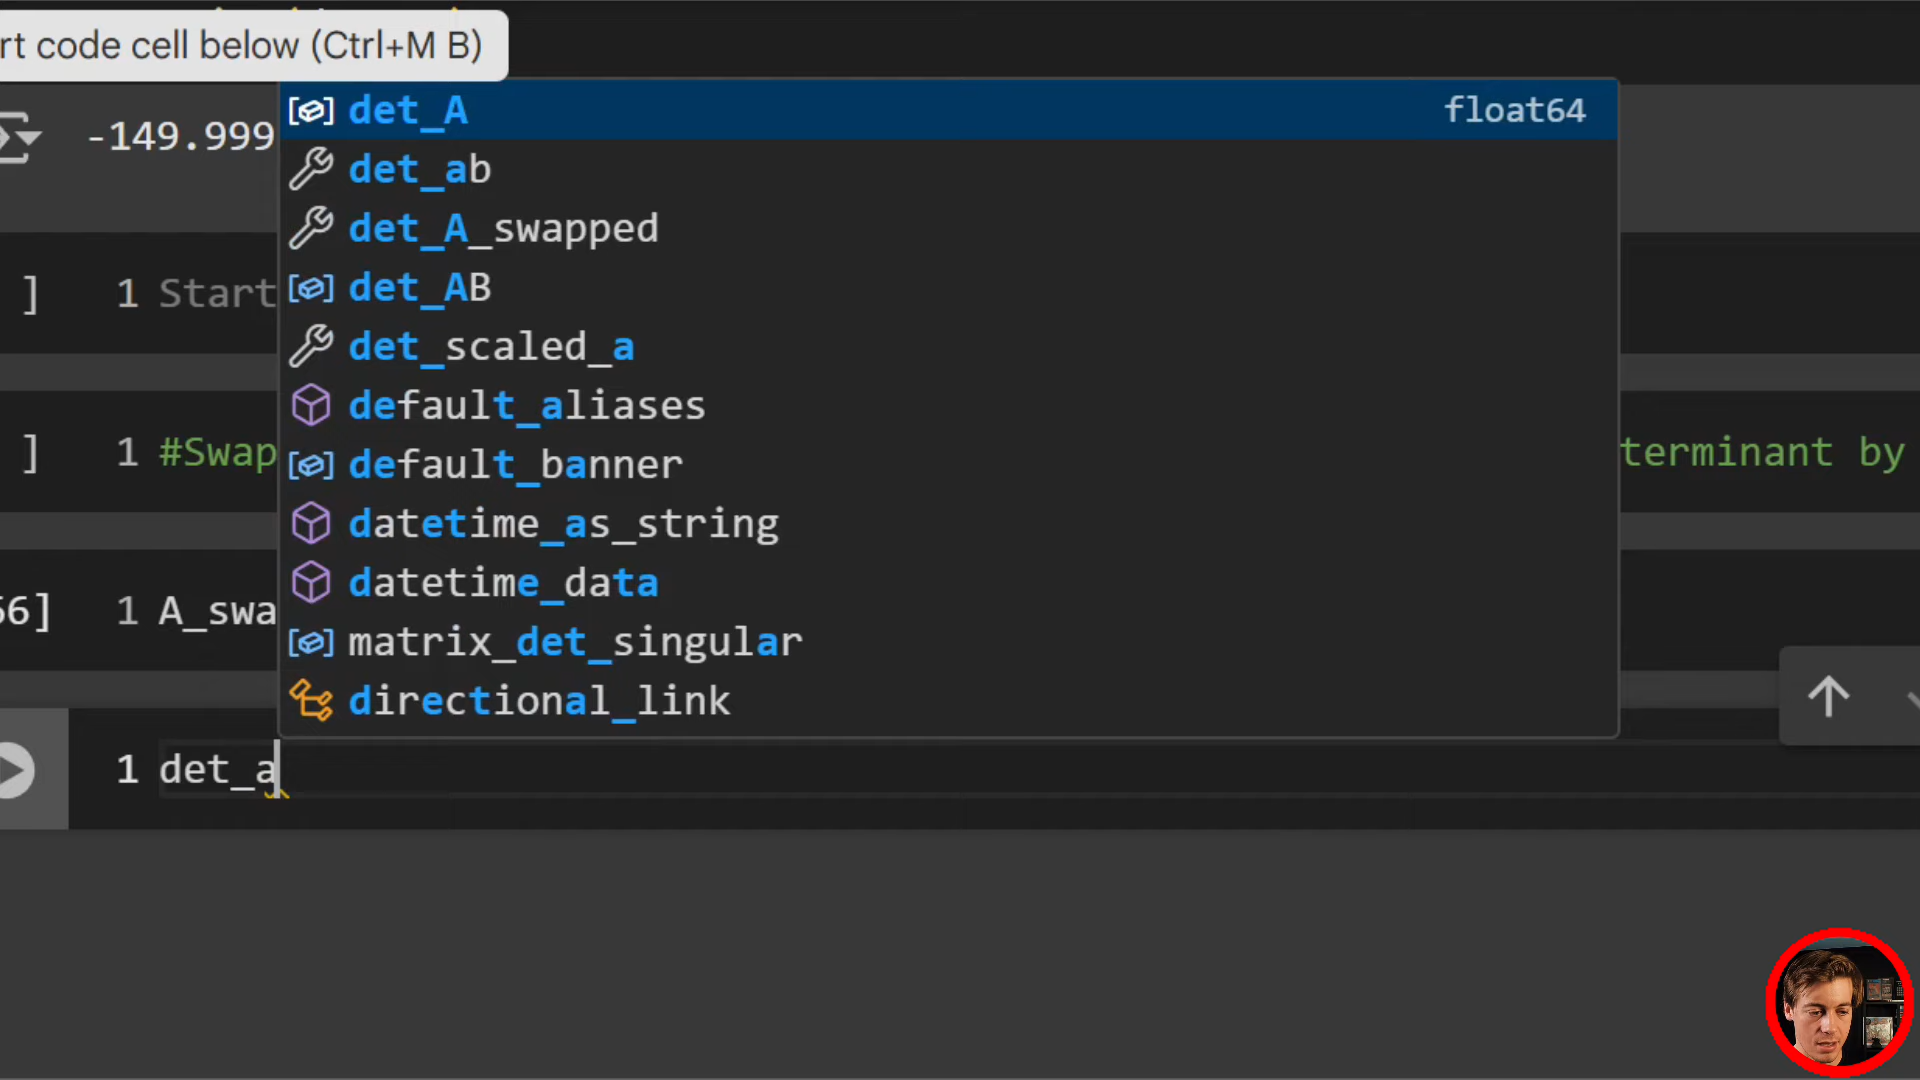 rt code cell below (Ctrl+M B)
det_A float64
-149.999
det_ab
det_A_swapped
] 1 Start
det_AB
det_scaled_a
default_aliases
] 1 #Swap
terminant by
default_banner
datetime_as_string
datetime_data
56] 1 A_swa
matrix_det_singular
directional_link
1 det_a